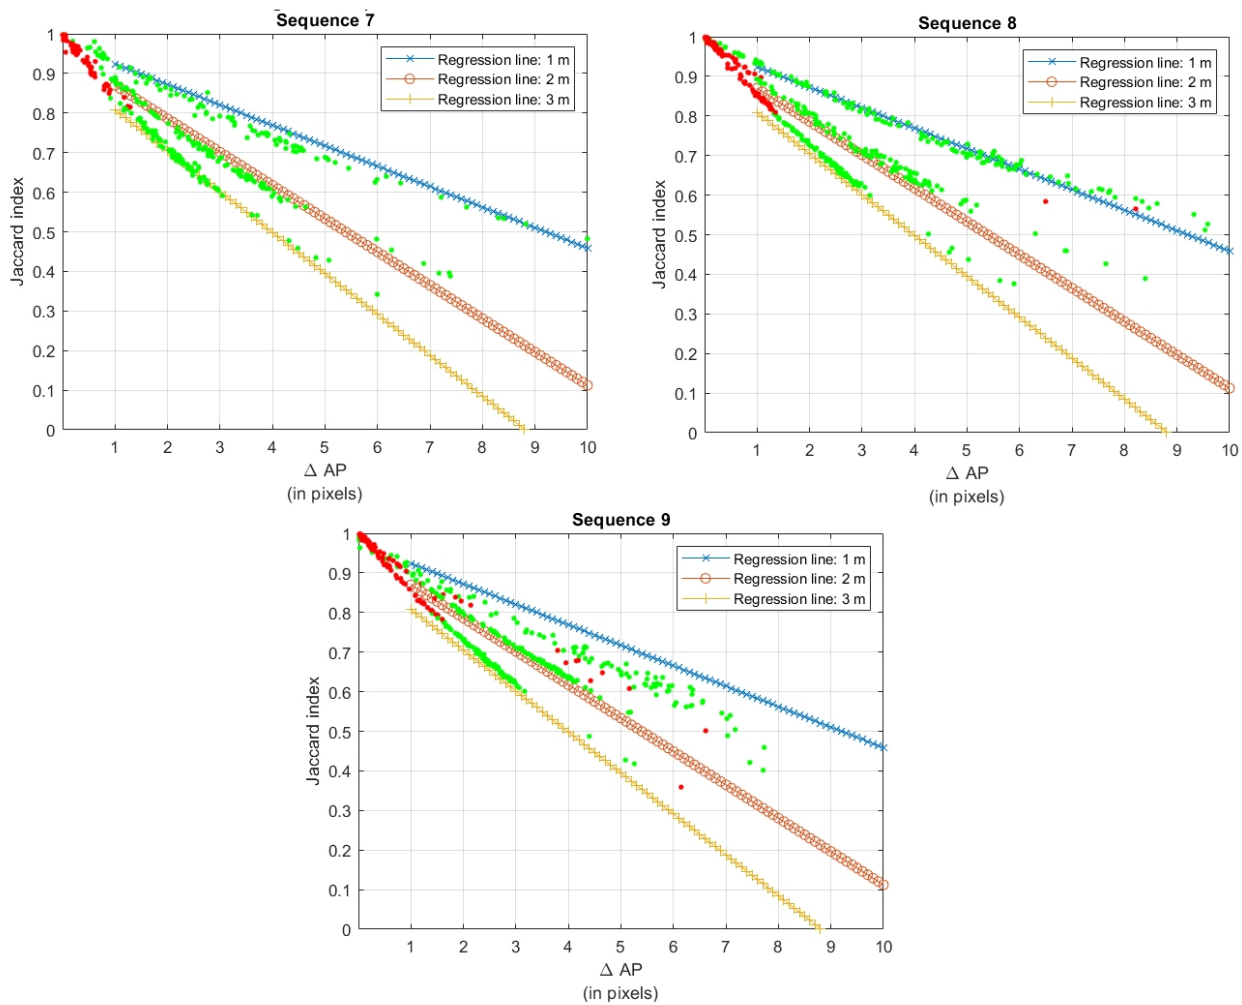 Sequence 7
1
0.9
0.8
0.7
0.6
0.5
0.4
0.3
0.2
0.1
0
Jaccard index
Regression line: 1 m
Regression line: 2 m
Regression line: 3 m
1 2 3 4 5 6 7 8 9 10
Δ AP
(in pixels)
Sequence 8
1
0.9
0.8
0.7
0.6
0.5
0.4
0.3
0.2
0.1
0
Jaccard index
Regression line: 1 m
Regression line: 2 m
Regression line: 3 m
1 2 3 4 5 6 7 8 9 10
Δ AP
(in pixels)
Sequence 9
1
0.9
0.8
0.7
0.6
0.5
0.4
0.3
0.2
0.1
0
Jaccard index
Regression line: 1 m
Regression line: 2 m
Regression line: 3 m
1 2 3 4 5 6 7 8 9 10
Δ AP
(in pixels)